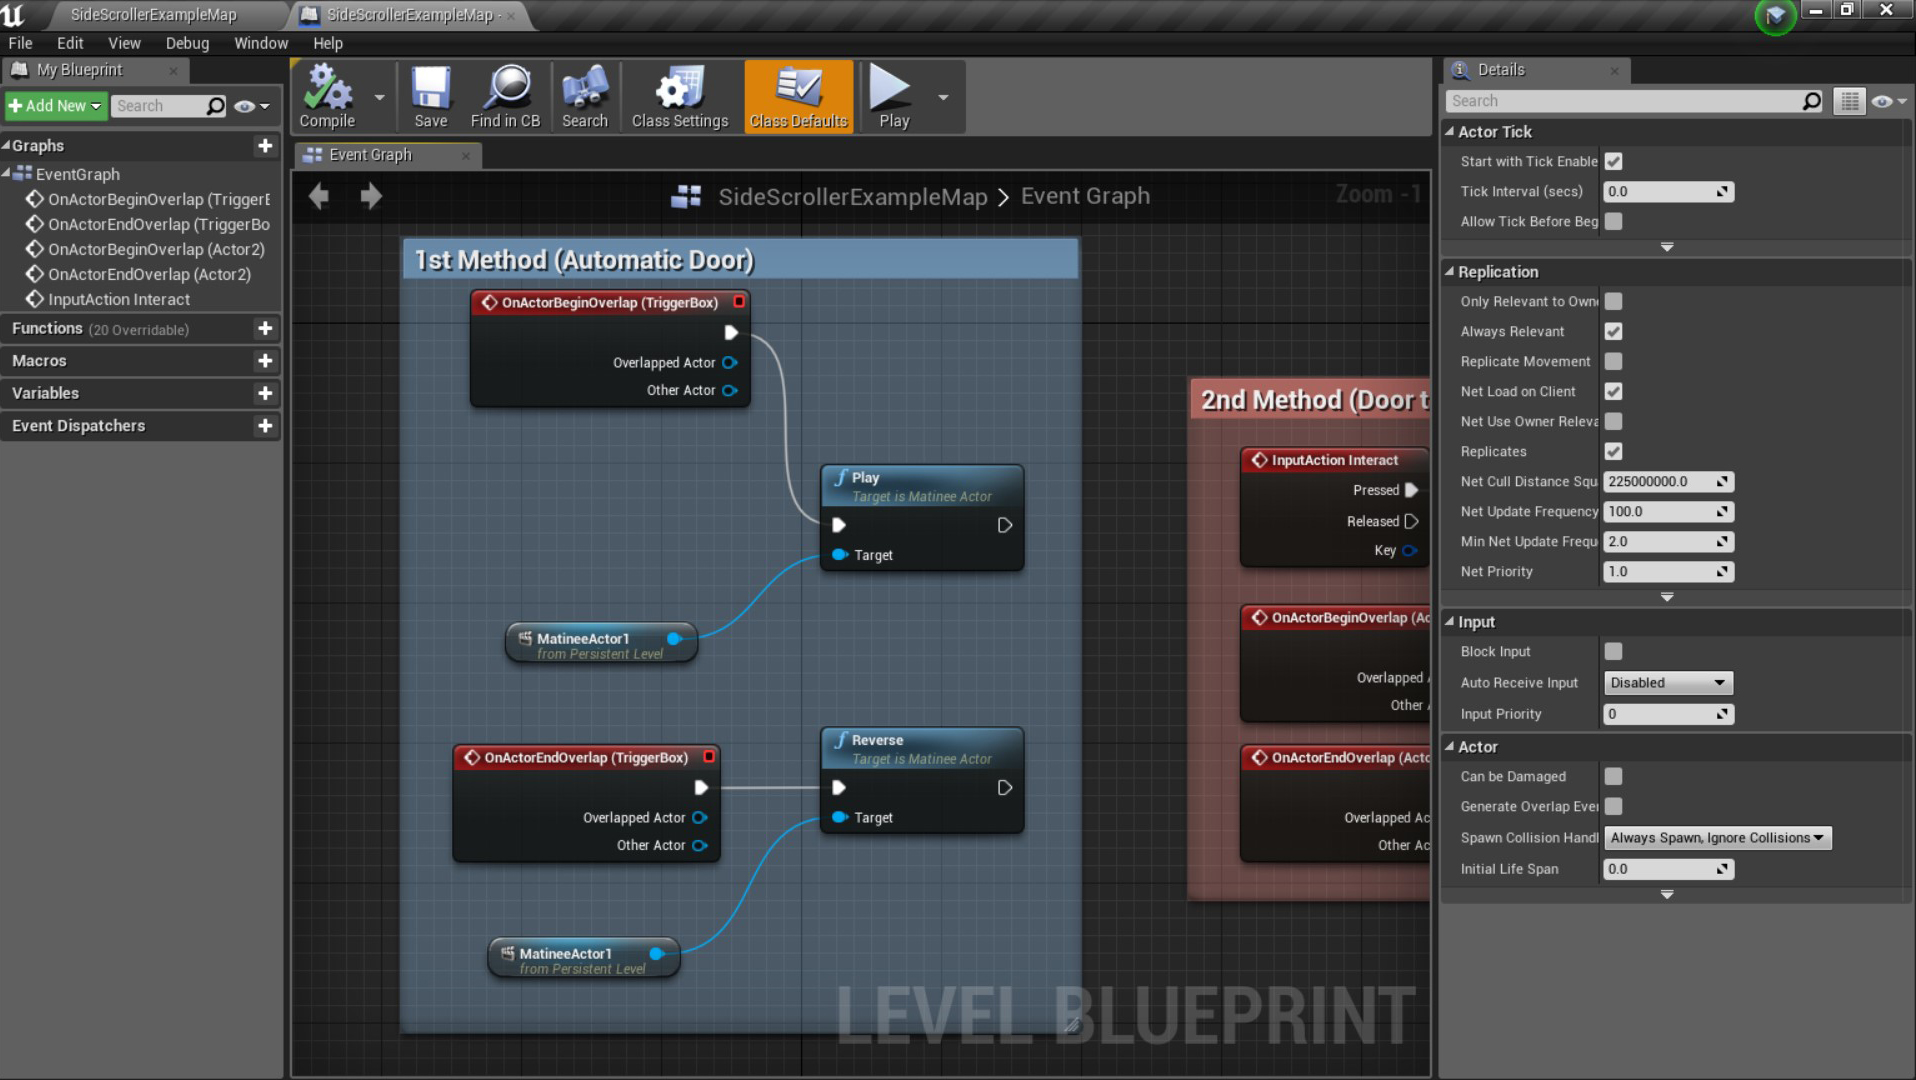 SideScrollerExampleMap
SideScrollerExampleMap -
File Edit View Debug Window Help
My Blueprint
Add New
Search
Graphs
EventGraph
OnActorBeginOverlap (Trigger
OnActorEndOverlap (TriggerBo
OnActorBeginOverlap (Actor2)
OnActorEndOverlap (Actor2)
InputAction Interact
Functions (20 Overridable)
Macros
Variables
Event Dispatchers
Compile
Save
Find in CB
Search
Class Settings
Class Defaults
Play
Event Graph
SideScrollerExampleMap > Event Graph
Zoom -1
1st Method (Automatic Door)
OnActorBeginOverlap (TriggerBox)
Overlapped Actor
Other Actor
Play
Target is Matinee Actor
Target
MatineeActor1
from Persistent Level
OnActorEndOverlap (TriggerBox)
Overlapped Actor
Other Actor
Reverse
Target is Matinee Actor
Target
MatineeActor1
from Persistent Level
2nd Method (Door t
InputAction Interact
Pressed
Released
Key
OnActorBeginOverlap (Ac
Overlapped
Other
OnActorEndOverlap (Acto
Overlapped Ac
Other Ac
LEVEL BLUEPRINT
Details
Search
Actor Tick
Start with Tick Enable
Tick Interval (secs) 0.0
Allow Tick Before Beg
Replication
Only Relevant to Own
Always Relevant
Replicate Movement
Net Load on Client
Net Use Owner Releva
Replicates
Net Cull Distance Squ 225000000.0
Net Update Frequency 100.0
Min Net Update Frequ 2.0
Net Priority 1.0
Input
Block Input
Auto Receive Input Disabled
Input Priority 0
Actor
Can be Damaged
Generate Overlap Eve
Spawn Collision Handl Always Spawn, Ignore Collisions
Initial Life Span 0.0